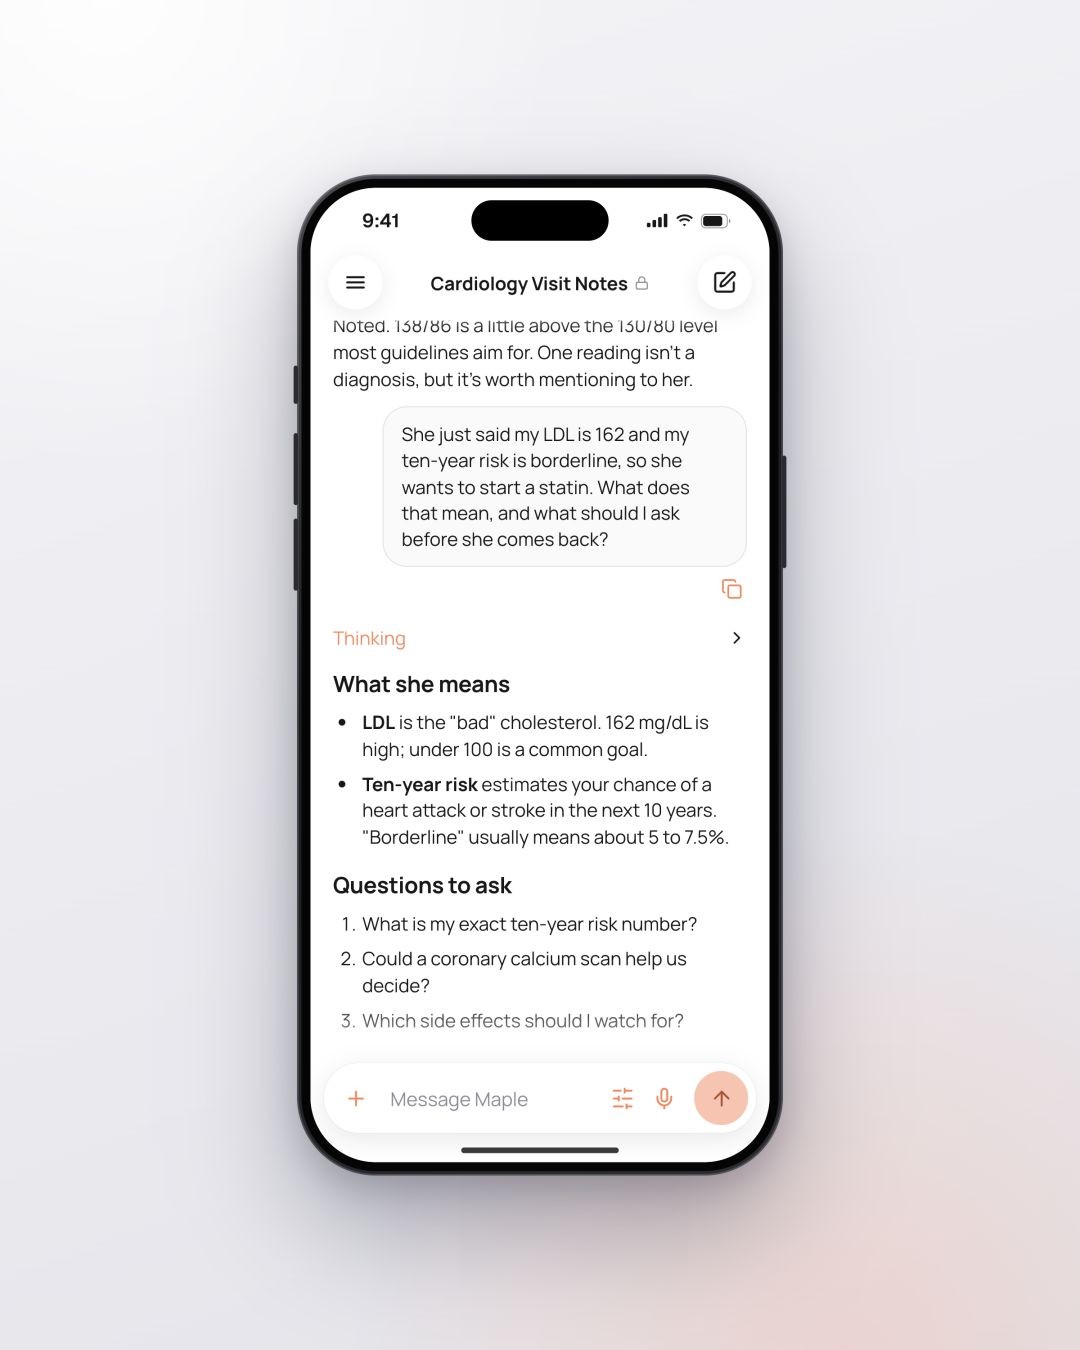 9:41
Cardiology Visit Notes
Noted. 138/86 is a little above the 130/80 level
most guidelines aim for. One reading isn't a
diagnosis, but it's worth mentioning to her.
She just said my LDL is 162 and my
ten-year risk is borderline, so she
wants to start a statin. What does
that mean, and what should I ask
before she comes back?
Thinking
What she means
• LDL is the "bad" cholesterol. 162 mg/dL is
high; under 100 is a common goal.
• Ten-year risk estimates your chance of a
heart attack or stroke in the next 10 years.
"Borderline" usually means about 5 to 7.5%.
Questions to ask
1. What is my exact ten-year risk number?
2. Could a coronary calcium scan help us
decide?
3. Which side effects should I watch for?
Message Maple